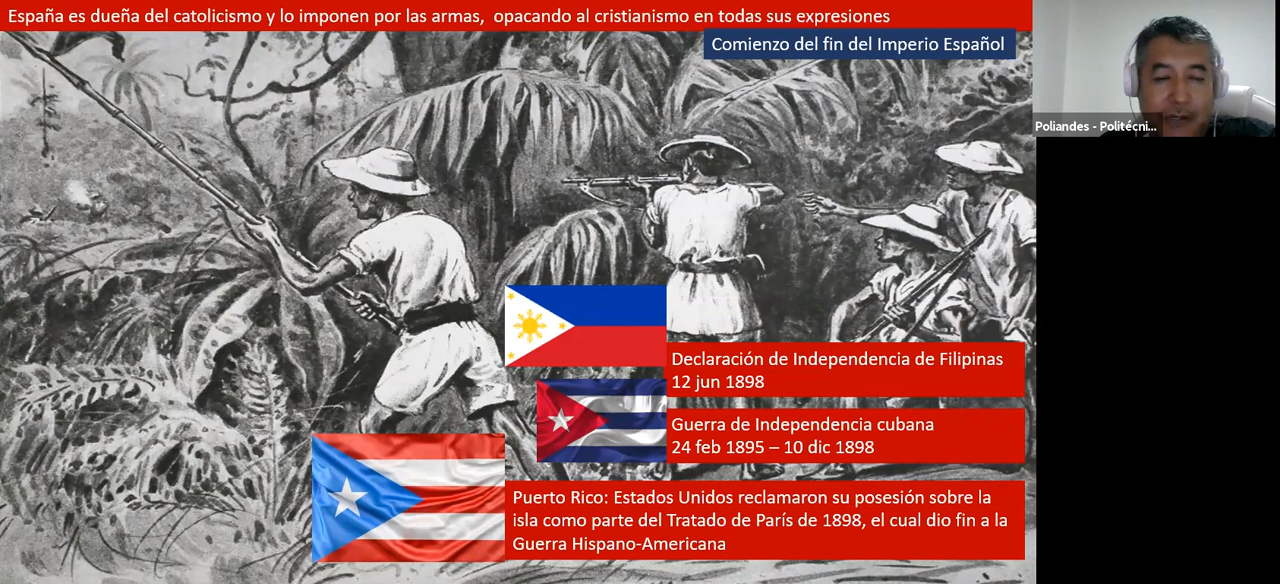 España es dueña del catolicismo y lo imponen por las armas, opacando al cristianismo en todas sus expresiones
Comienzo del fin del Imperio Español
Poliandes - Politécni...
Declaración de Independencia de Filipinas
12 jun 1898
Guerra de Independencia cubana
24 feb 1895 – 10 dic 1898
Puerto Rico: Estados Unidos reclamaron su posesión sobre la
isla como parte del Tratado de París de 1898, el cual dio fin a la
Guerra Hispano-Americana